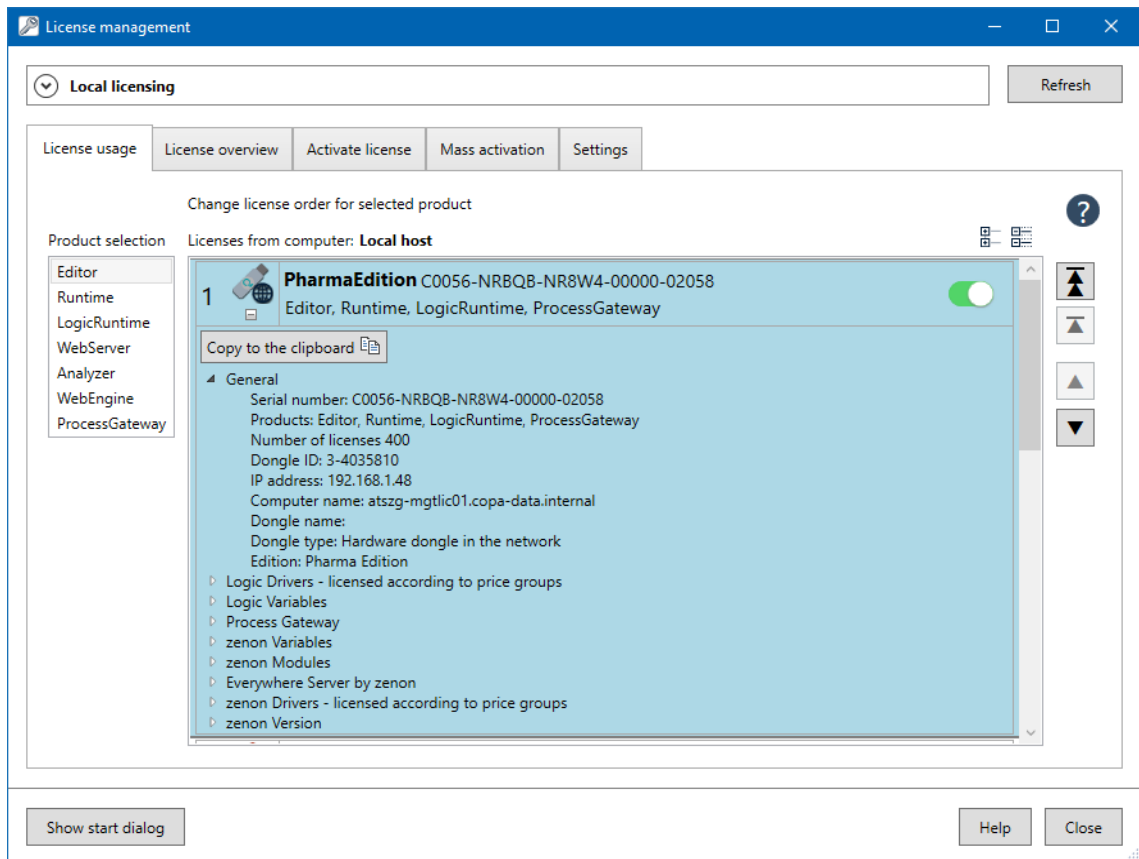 License management
Local licensing
Refresh
License usage
License overview
Activate license
Mass activation
Settings
Change license order for selected product
?
Product selection
Licenses from computer: Local host
Editor
Runtime
LogicRuntime
WebServer
Analyzer
WebEngine
ProcessGateway
1
PharmaEdition C0056-NRBQB-NR8W4-00000-02058
Editor, Runtime, LogicRuntime, ProcessGateway
Copy to the clipboard
General
Serial number: C0056-NRBQB-NR8W4-00000-02058
Products: Editor, Runtime, LogicRuntime, ProcessGateway
Number of licenses 400
Dongle ID: 3-4035810
IP address: 192.168.1.48
Computer name: atszg-mgtlic01.copa-data.internal
Dongle name:
Dongle type: Hardware dongle in the network
Edition: Pharma Edition
Logic Drivers - licensed according to price groups
Logic Variables
Process Gateway
zenon Variables
zenon Modules
Everywhere Server by zenon
zenon Drivers - licensed according to price groups
zenon Version
Show start dialog
Help
Close